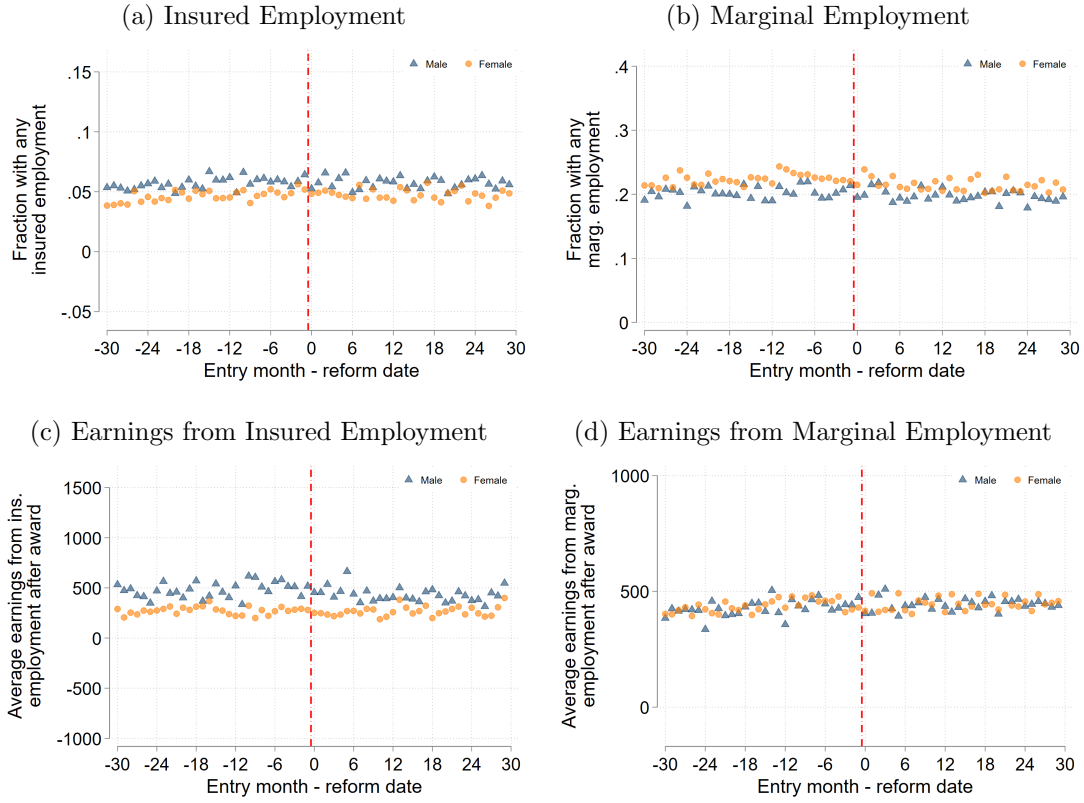 (a) Insured Employment
Male Female
.15
.1
.05
0
-.05
Fraction with any
insured employment
-30 -24 -18 -12 -6 0 6 12 18 24 30
Entry month - reform date
(b) Marginal Employment
Male Female
.4
.3
.2
.1
0
Fraction with any
marg. employment
-30 -24 -18 -12 -6 0 6 12 18 24 30
Entry month - reform date
(c) Earnings from Insured Employment
Male Female
1500
1000
500
0
-500
-1000
Average earnings from ins.
employment after award
-30 -24 -18 -12 -6 0 6 12 18 24 30
Entry month - reform date
(d) Earnings from Marginal Employment
Male Female
1000
500
0
Average earnings from marg.
employment after award
-30 -24 -18 -12 -6 0 6 12 18 24 30
Entry month - reform date